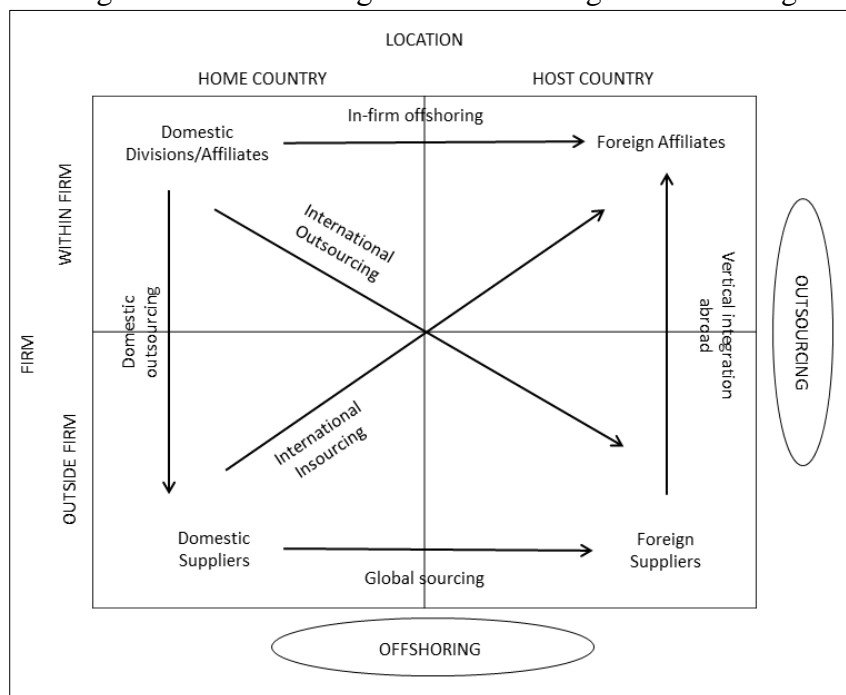 LOCATION
HOME COUNTRY
HOST COUNTRY
In-firm offshoring
Domestic
Divisions/Affiliates
Foreign Affiliates
WITHIN FIRM
International
Outsourcing
Domestic
outsourcing
Vertical integration
abroad
OUTSOURCING
FIRM
OUTSIDE FIRM
International
Insourcing
Domestic
Suppliers
Foreign
Suppliers
Global sourcing
OFFSHORING